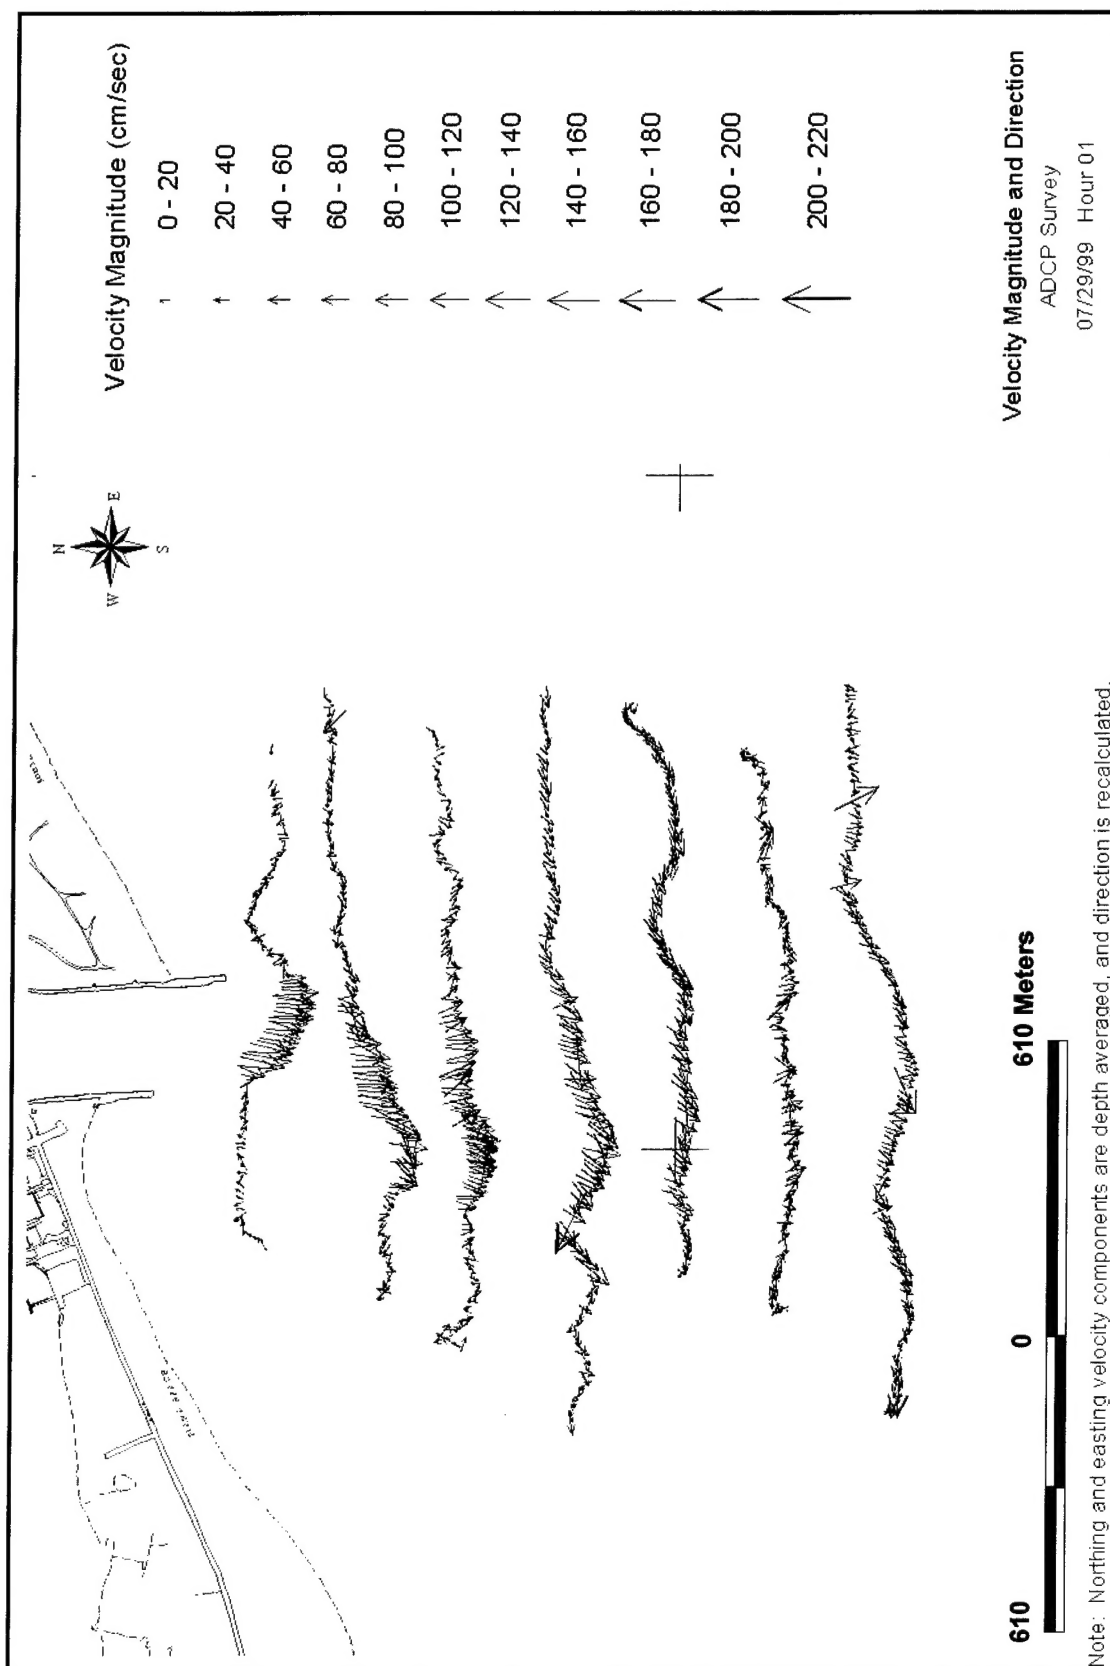 N
W
E
S
Velocity Magnitude (cm/sec)
0 - 20
20 - 40
40 - 60
60 - 80
80 - 100
100 - 120
120 - 140
140 - 160
160 - 180
180 - 200
200 - 220
Velocity Magnitude and Direction
ADCP Survey
07/29/99 Hour 01
610 0 610 Meters
Note: Northing and easting velocity components are depth averaged, and direction is recalculated.